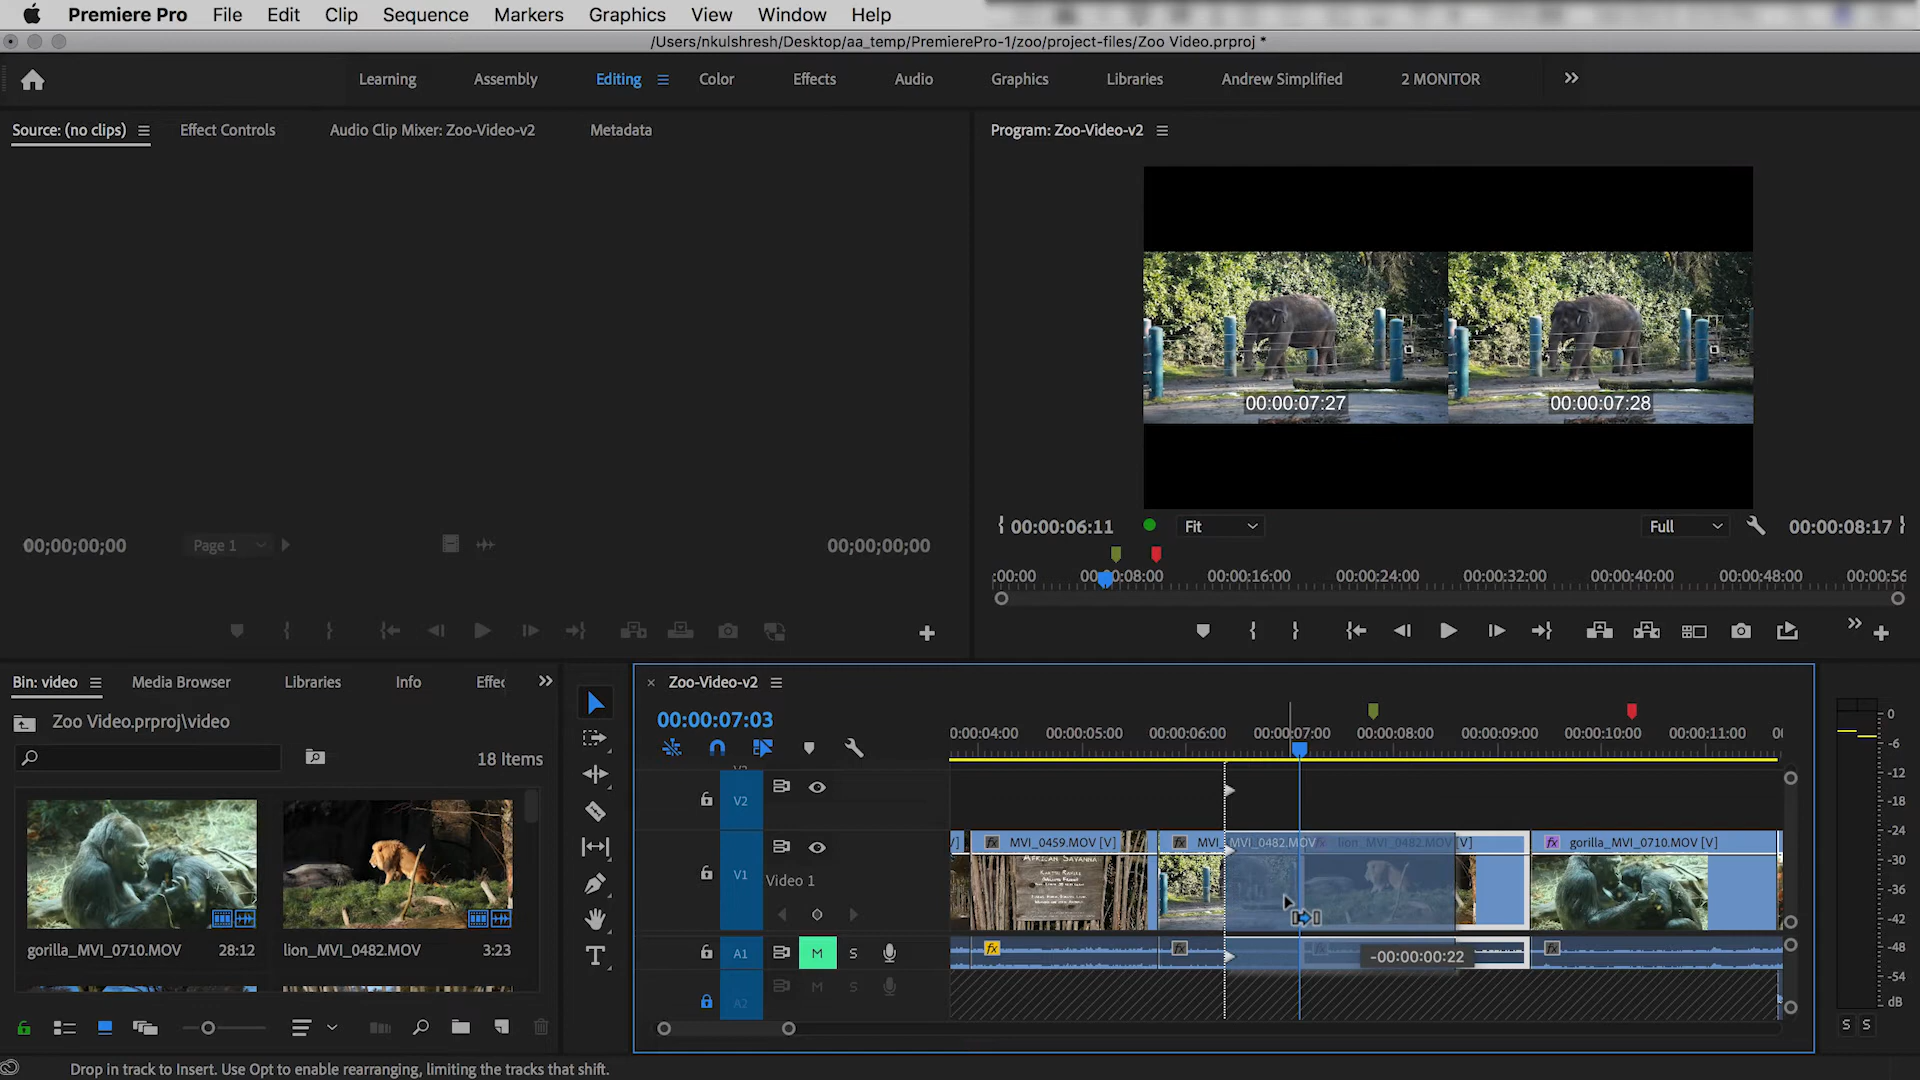 Premiere Pro File Edit Clip Sequence Markers Graphics View Window Help
/Users/nkulshresh/Desktop/aa_temp/PremierePro-1/zoo/project-files/Zoo Video.prproj *
Learning Assembly Editing Color Effects Audio Graphics Libraries Andrew Simplified 2 MONITOR
Source: (no clips) Effect Controls Audio Clip Mixer: Zoo-Video-v2 Metadata
Program: Zoo-Video-v2
00:00:07:27 00:00:07:28
00:00:06:11 Fit Full 00:00:08:17
00;00;00;00 Page 1 00;00;00;00
:00:00 00:00:08:00 00:00:16:00 00:00:24:00 00:00:32:00 00:00:40:00 00:00:48:00 00:00:56
Bin: video Media Browser Libraries Info Effec
Zoo Video.prproj\video
18 Items
gorilla_MVI_0710.MOV 28:12
lion_MVI_0482.MOV 3:23
Zoo-Video-v2
00:00:07:03
00:00:04:00 00:00:05:00 00:00:06:00 00:00:07:00 00:00:08:00 00:00:09:00 00:00:10:00 00:00:11:00 00
V2
V1
Video 1
MVI_0459.MOV [V] MVI_ MVI_0482.MOV lion_MVI_0482.MOV [V] gorilla_MVI_0710.MOV [V]
AFRICAN SAVANNA
A1 M S
-00:00:00:22
A2 M S
0
-6
-12
-18
-24
-30
-36
-42
-48
-54
dB
S S
T
fx fx fx fx fx fx fx
Drop in track to Insert. Use Opt to enable rearranging, limiting the tracks that shift.